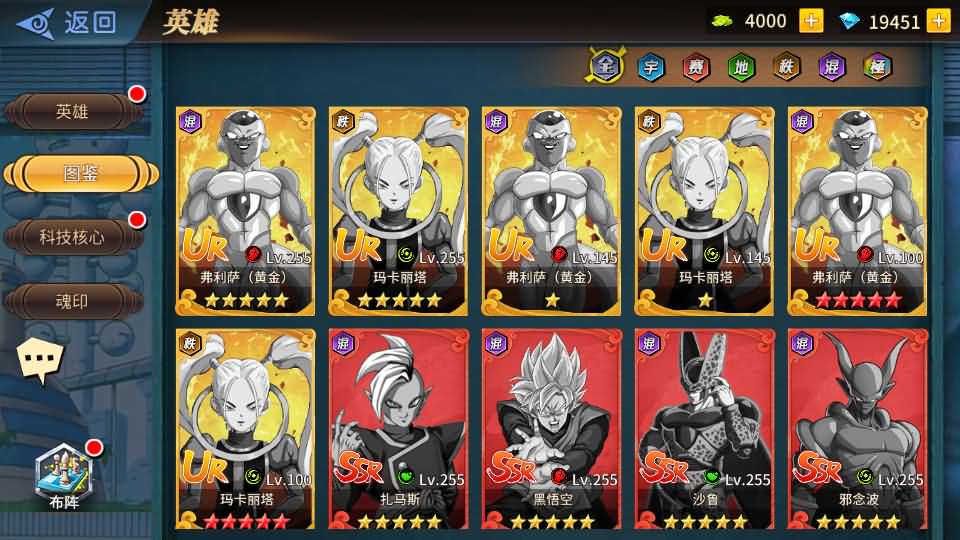 返回 英雄 4000 19451
全 宇 赛 地 秩 混 極
英雄
图鉴
科技核心
魂印
布阵
混 秩 混 秩 混
UR UR UR UR UR
Lv.255 Lv.255 Lv.145 Lv.145 Lv.100
弗利萨（黄金） 玛卡丽塔 弗利萨（黄金） 玛卡丽塔 弗利萨（黄金）
秩 混 混 混 混
UR SSR SSR SSR SSR
Lv.100 Lv.255 Lv.255 Lv.255 Lv.255
玛卡丽塔 扎马斯 黑悟空 沙鲁 邪念波